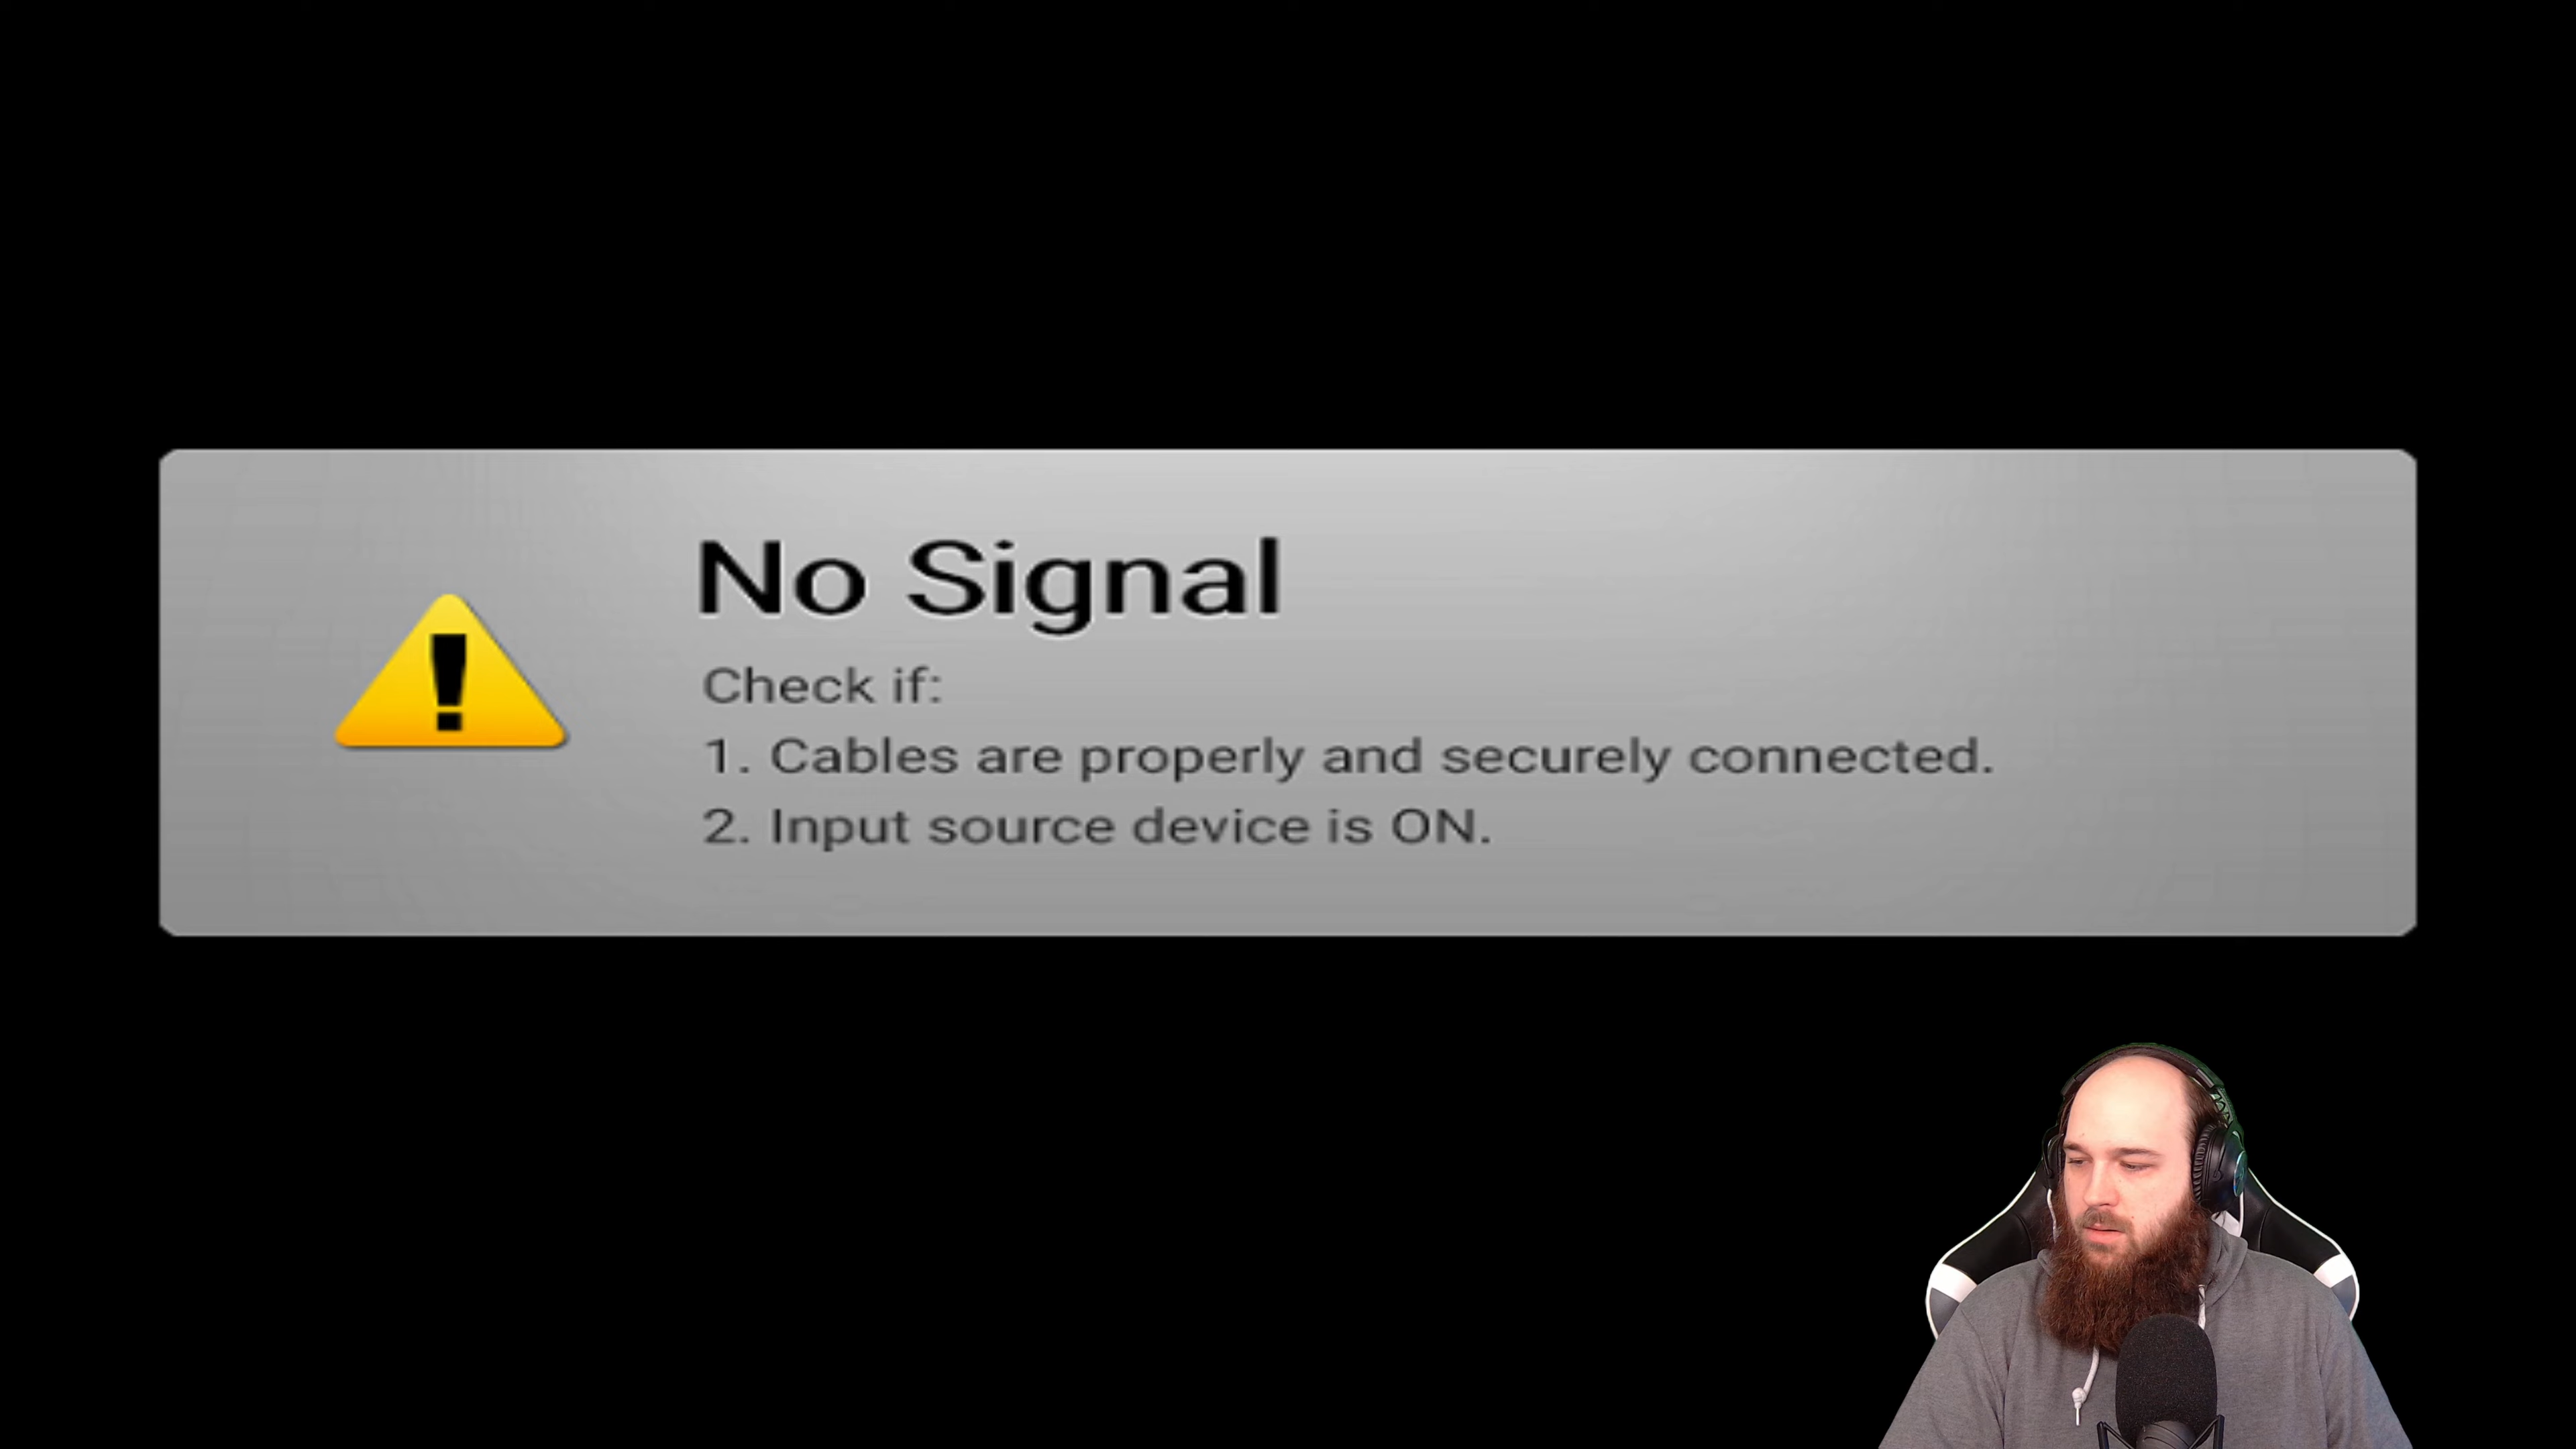 No Signal
Check if:
1. Cables are properly and securely connected.
2. Input source device is ON.